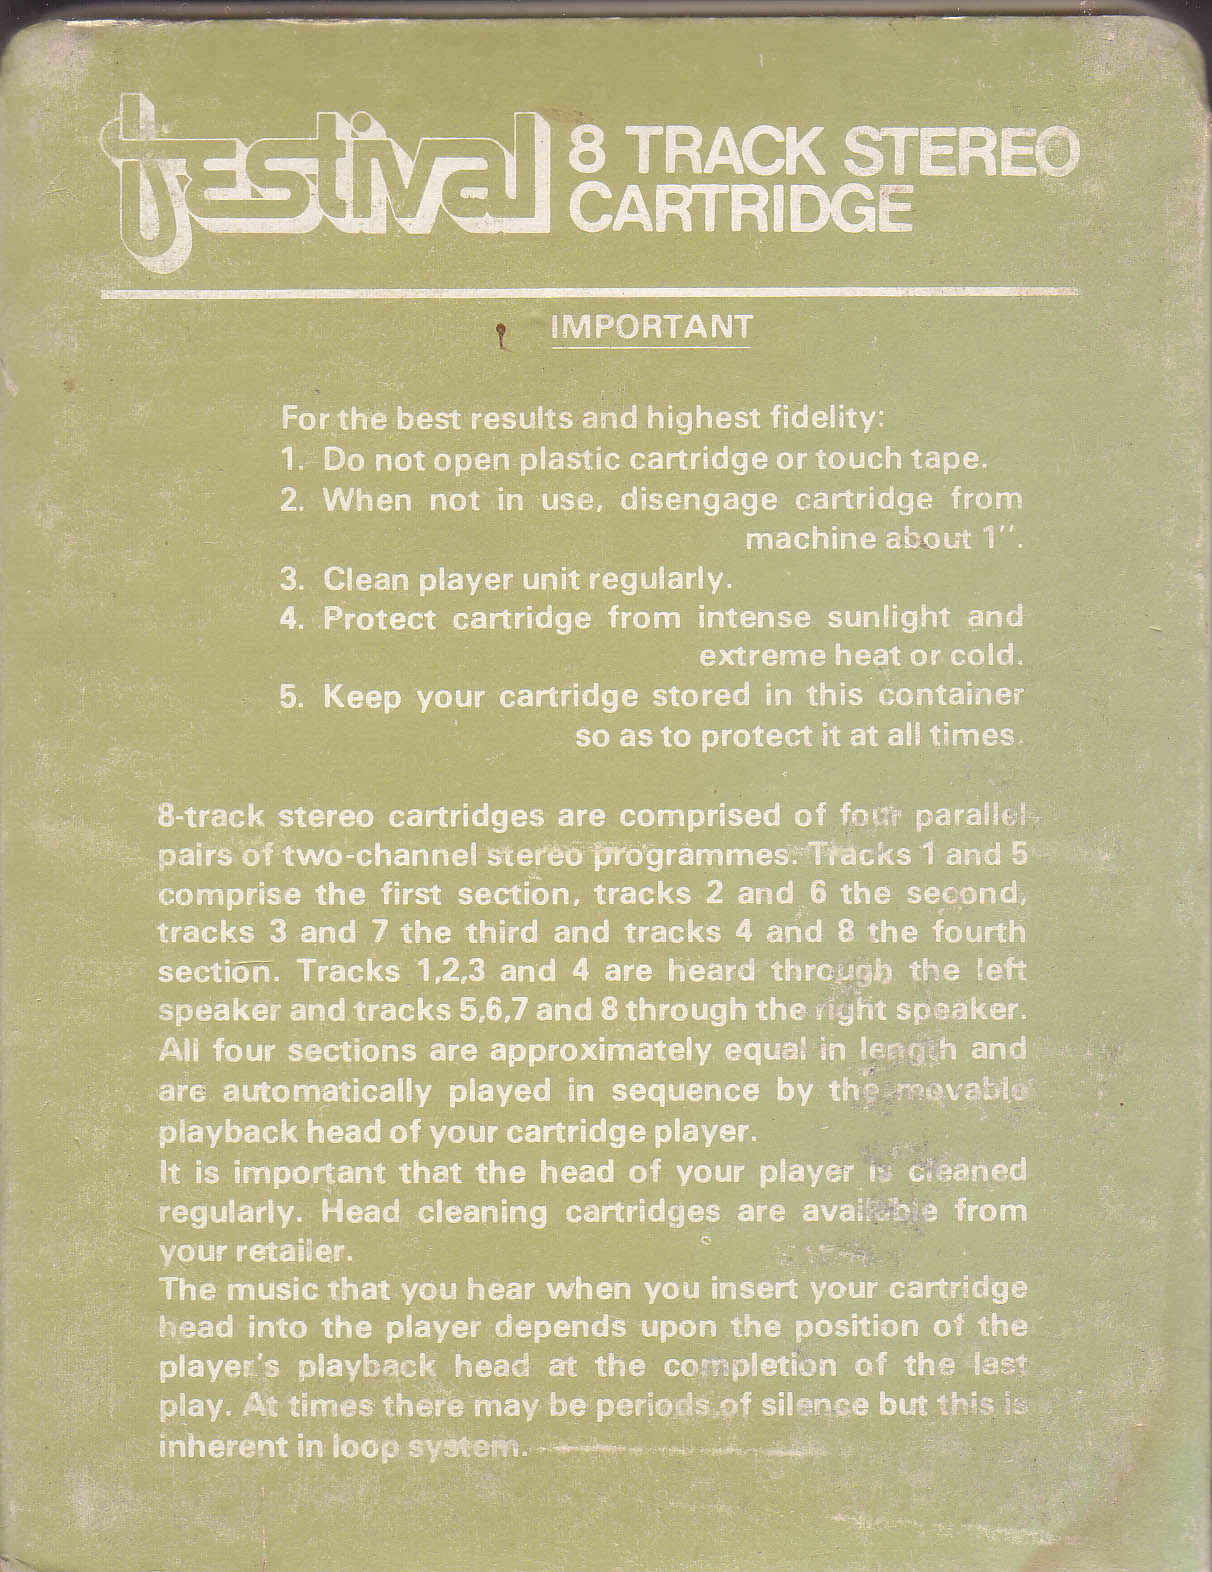 festival 8 TRACK STEREO
CARTRIDGE
IMPORTANT
For the best results and highest fidelity:
1. Do not open plastic cartridge or touch tape.
2. When not in use, disengage cartridge from
machine about 1".
3. Clean player unit regularly.
4. Protect cartridge from intense sunlight and
extreme heat or cold.
5. Keep your cartridge stored in this container
so as to protect it at all times.
8-track stereo cartridges are comprised of four parallel
pairs of two-channel stereo programmes. Tracks 1 and 5
comprise the first section, tracks 2 and 6 the second,
tracks 3 and 7 the third and tracks 4 and 8 the fourth
section. Tracks 1,2,3 and 4 are heard through the left
speaker and tracks 5,6,7 and 8 through the right speaker.
All four sections are approximately equal in length and
are automatically played in sequence by the movable
playback head of your cartridge player.
It is important that the head of your player is cleaned
regularly. Head cleaning cartridges are available from
your retailer.
The music that you hear when you insert your cartridge
head into the player depends upon the position of the
player's playback head at the completion of the last
play. At times there may be periods of silence but this is
inherent in loop system.